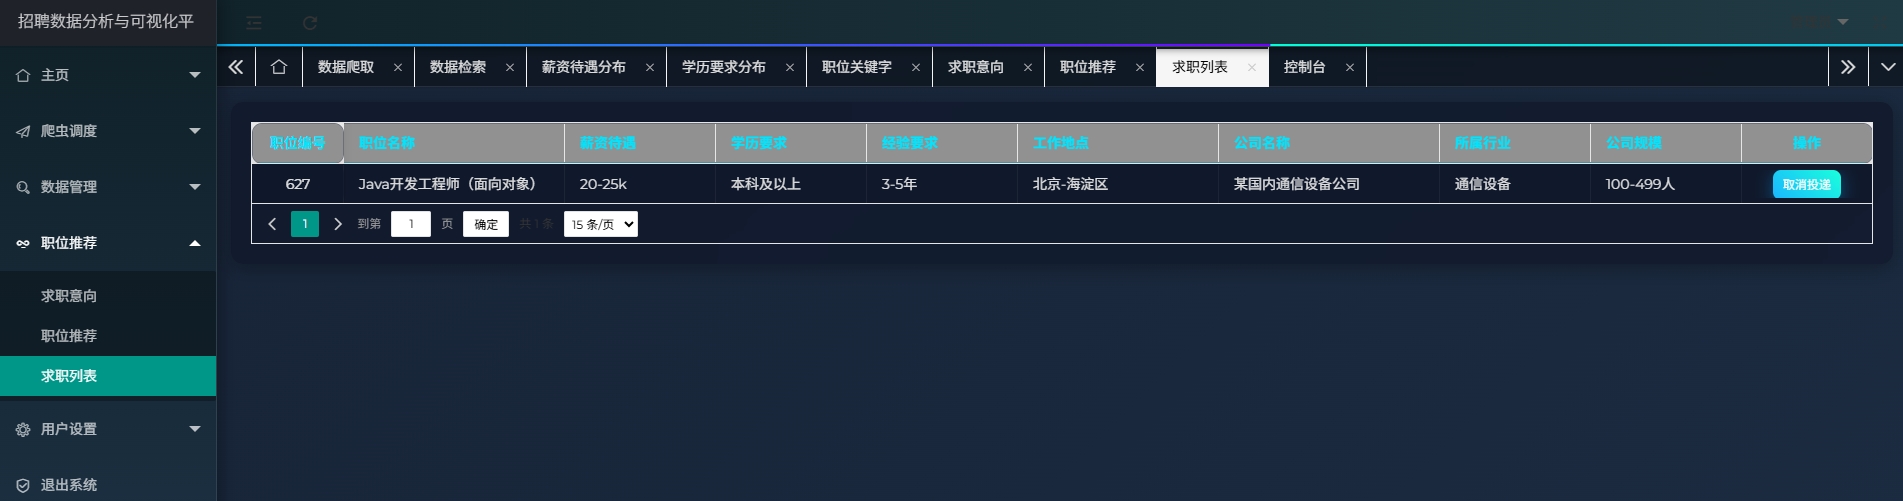 招聘数据分析与可视化平
主页
爬虫调度
数据管理
职位推荐
求职意向
职位推荐
求职列表
用户设置
退出系统
数据爬取 数据检索 薪资待遇分布 学历要求分布 职位关键字 求职意向 职位推荐 求职列表 控制台
职位编号 职位名称 薪资待遇 学历要求 经验要求 工作地点 公司名称 所属行业 公司规模 操作
627 Java开发工程师（面向对象） 20-25k 本科及以上 3-5年 北京-海淀区 某国内通信设备公司 通信设备 100-499人 取消投递
1 到第 1 页 确定 共 1 条 15 条/页